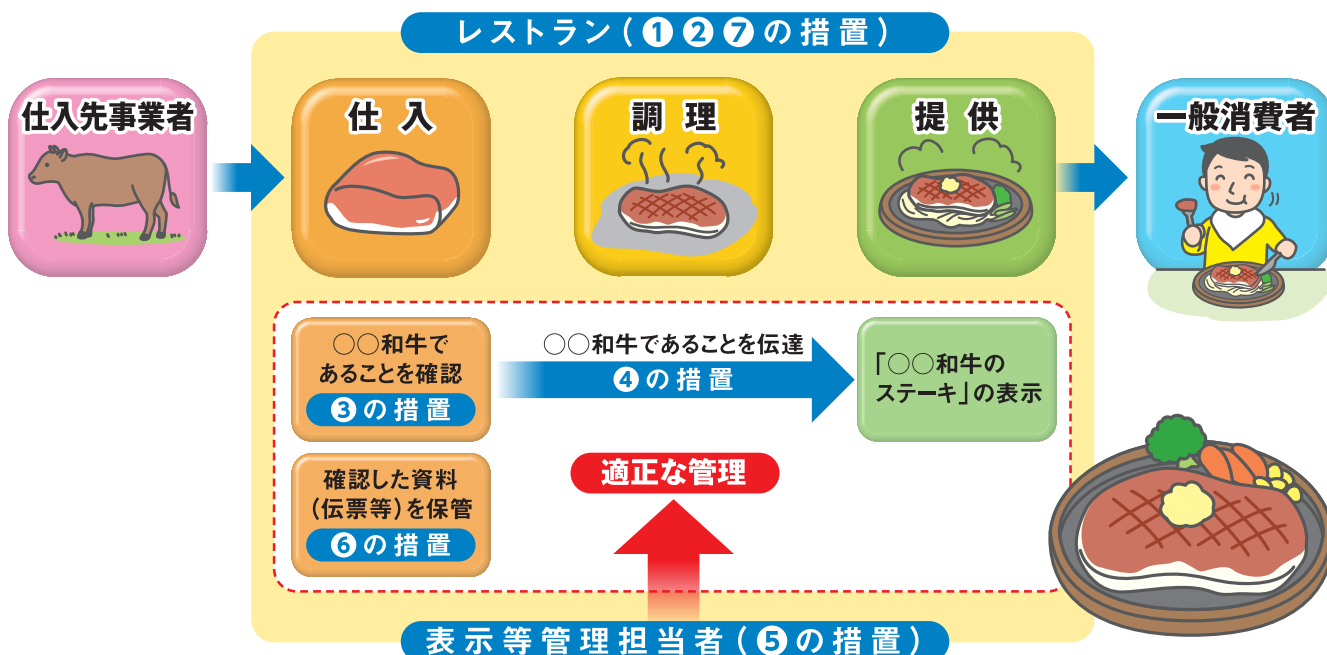 レストラン(❶❷❼の措置)
仕入先事業者
仕入
調理
提供
一般消費者
○○和牛で
あることを確認
❸の措置
○○和牛であることを伝達
❹の措置
「○○和牛の
ステーキ」の表示
確認した資料
(伝票等)を保管
❻の措置
適正な管理
表示等管理担当者(❺の措置)